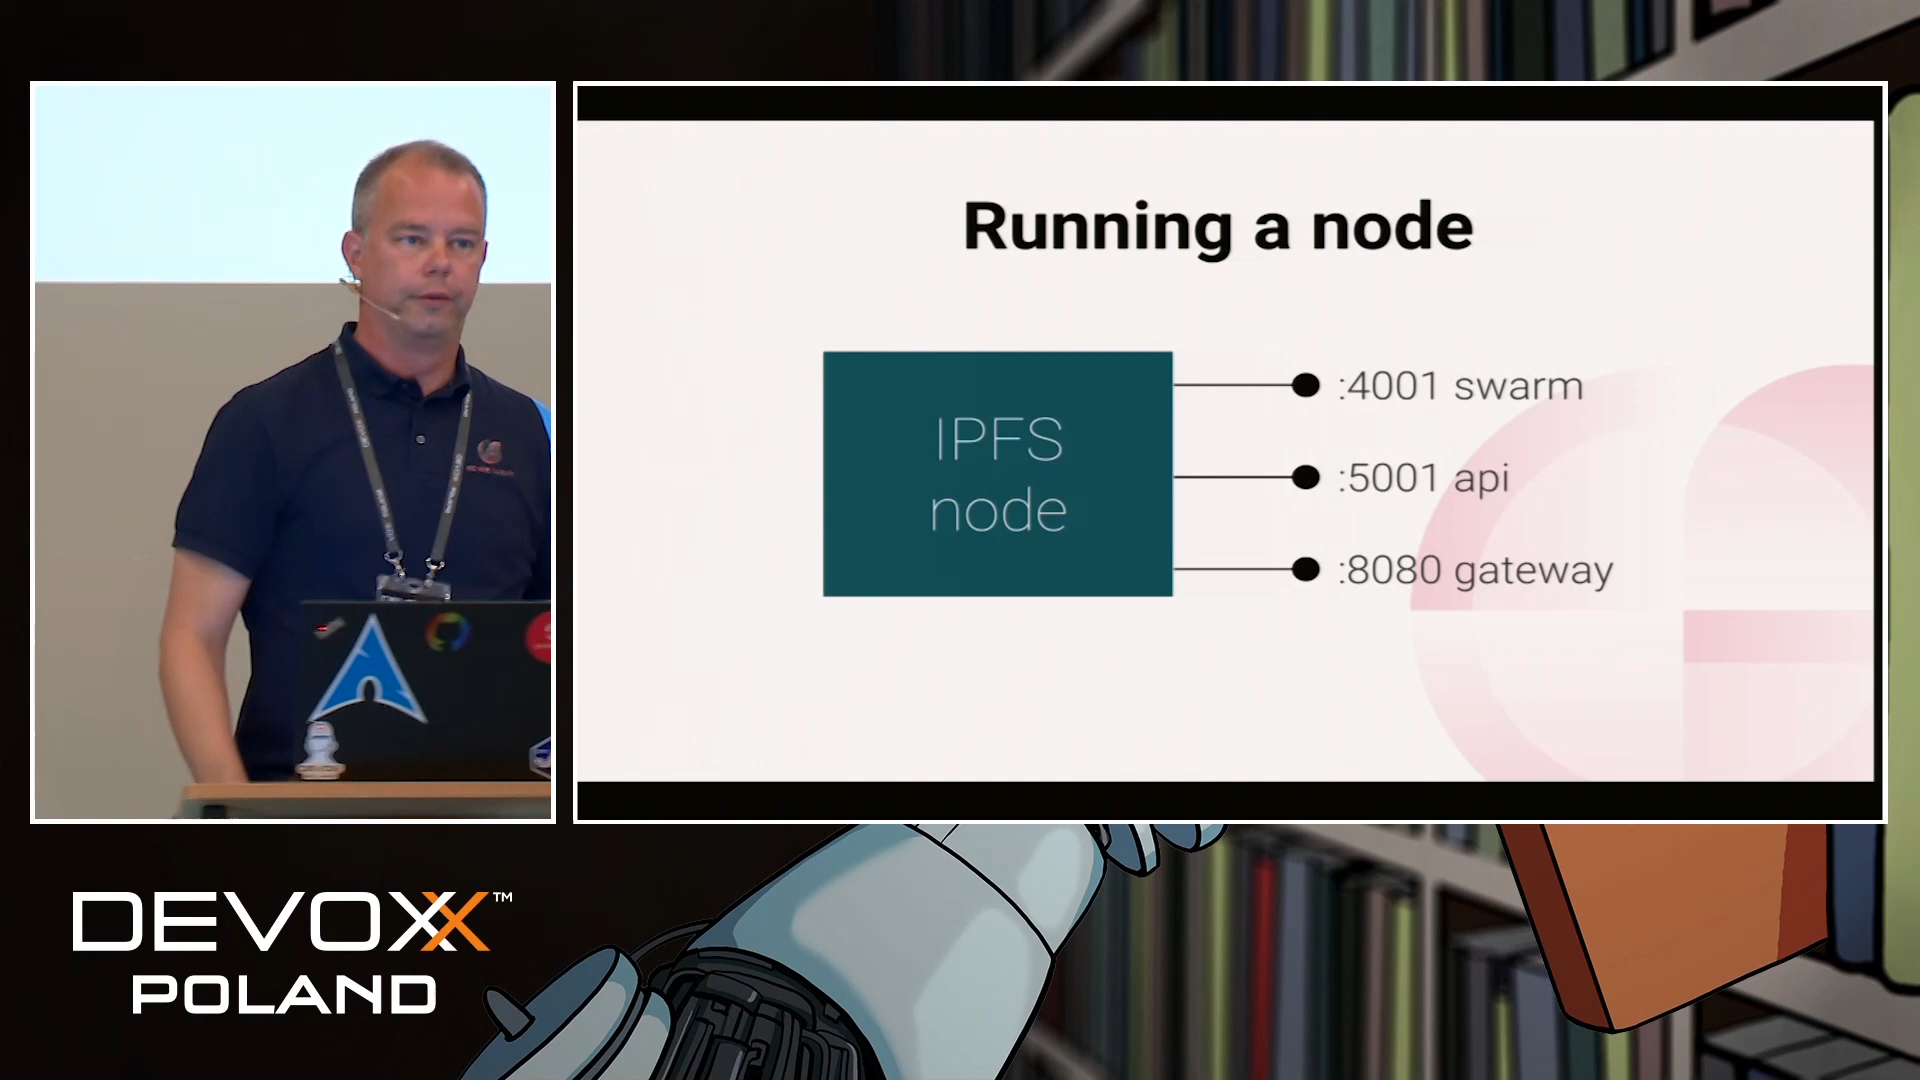 Running a node
IPFS
node
:4001 swarm
:5001 api
:8080 gateway
DEVOXX™
POLAND